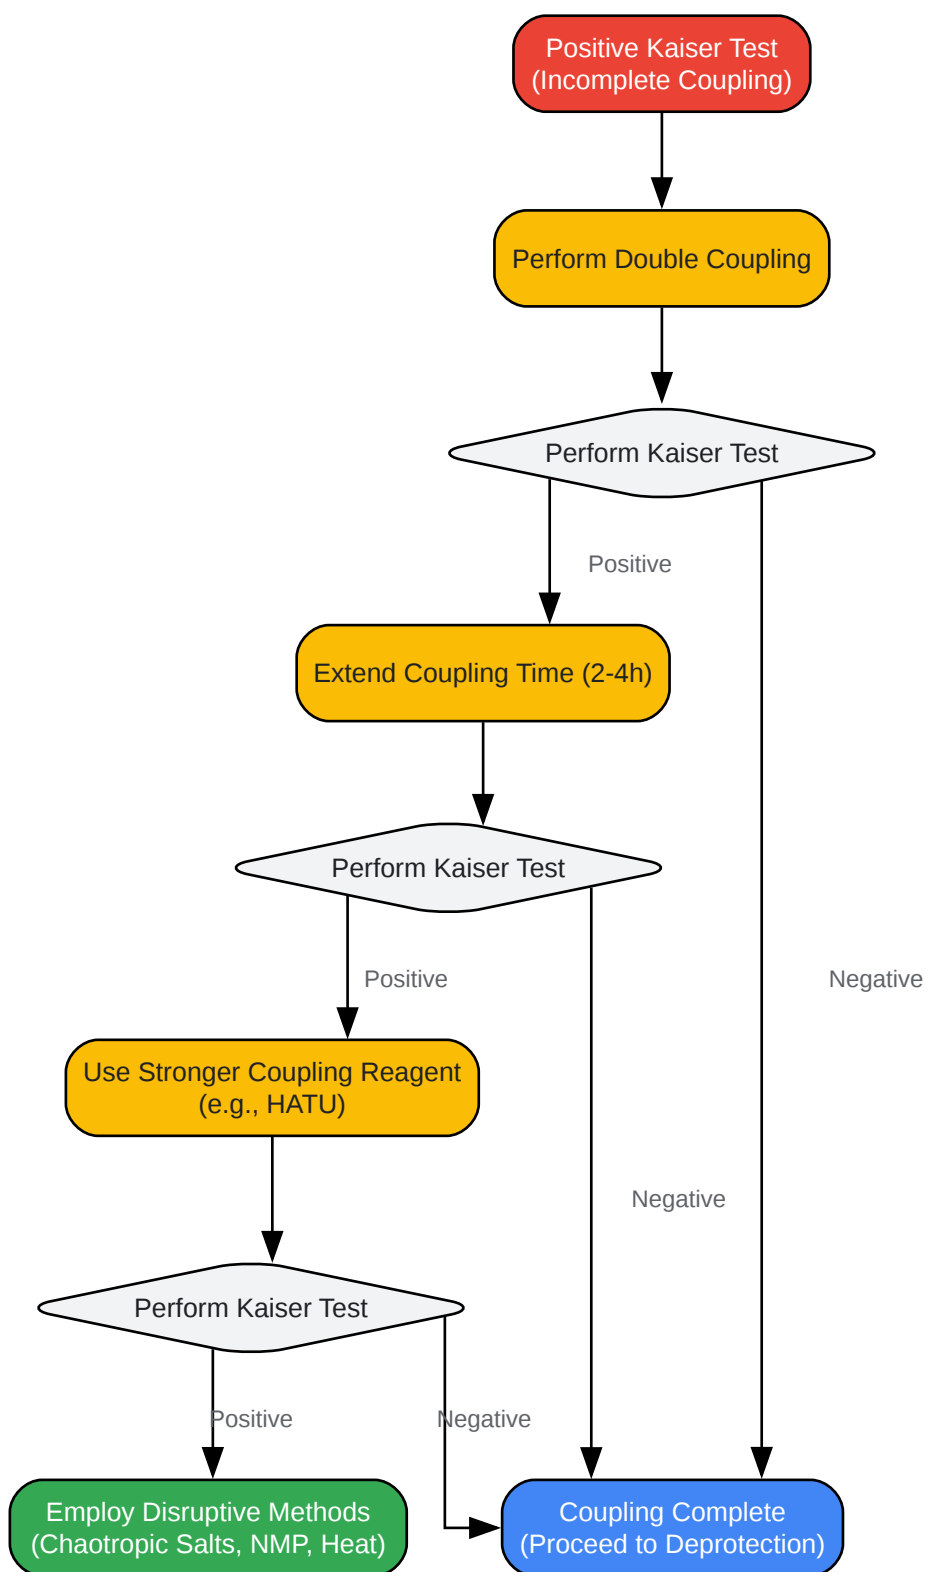 Positive Kaiser Test
(Incomplete Coupling)
Perform Double Coupling
Perform Kaiser Test
Positive
Extend Coupling Time (2-4h)
Perform Kaiser Test
Positive
Negative
Use Stronger Coupling Reagent
(e.g., HATU)
Negative
Perform Kaiser Test
Positive
Negative
Employ Disruptive Methods
(Chaotropic Salts, NMP, Heat)
Coupling Complete
(Proceed to Deprotection)